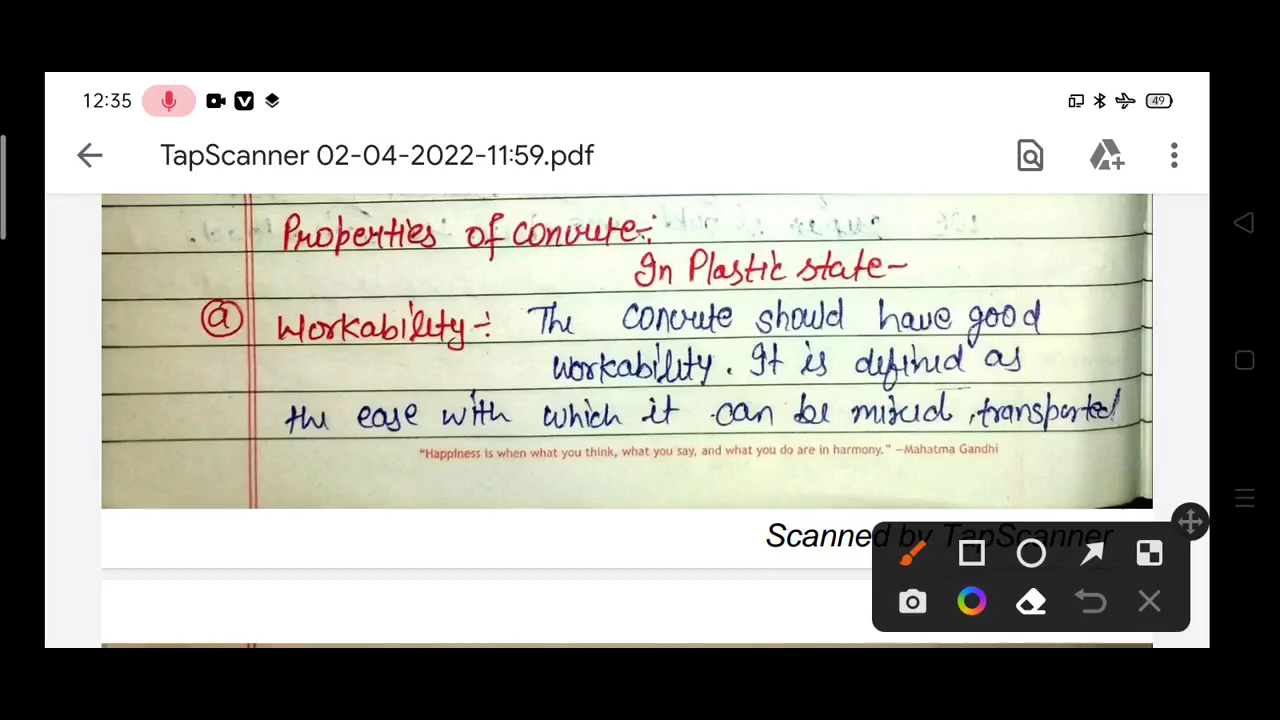 12:35
49
TapScanner 02-04-2022-11:59.pdf
Properties of concrete:
In Plastic state-
(a) Workability:- The concrete should have good
workability. It is defined as
the ease with which it can be mixed, transported
"Happiness is when what you think, what you say, and what you do are in harmony." —Mahatma Gandhi
Scanned by TapScanner